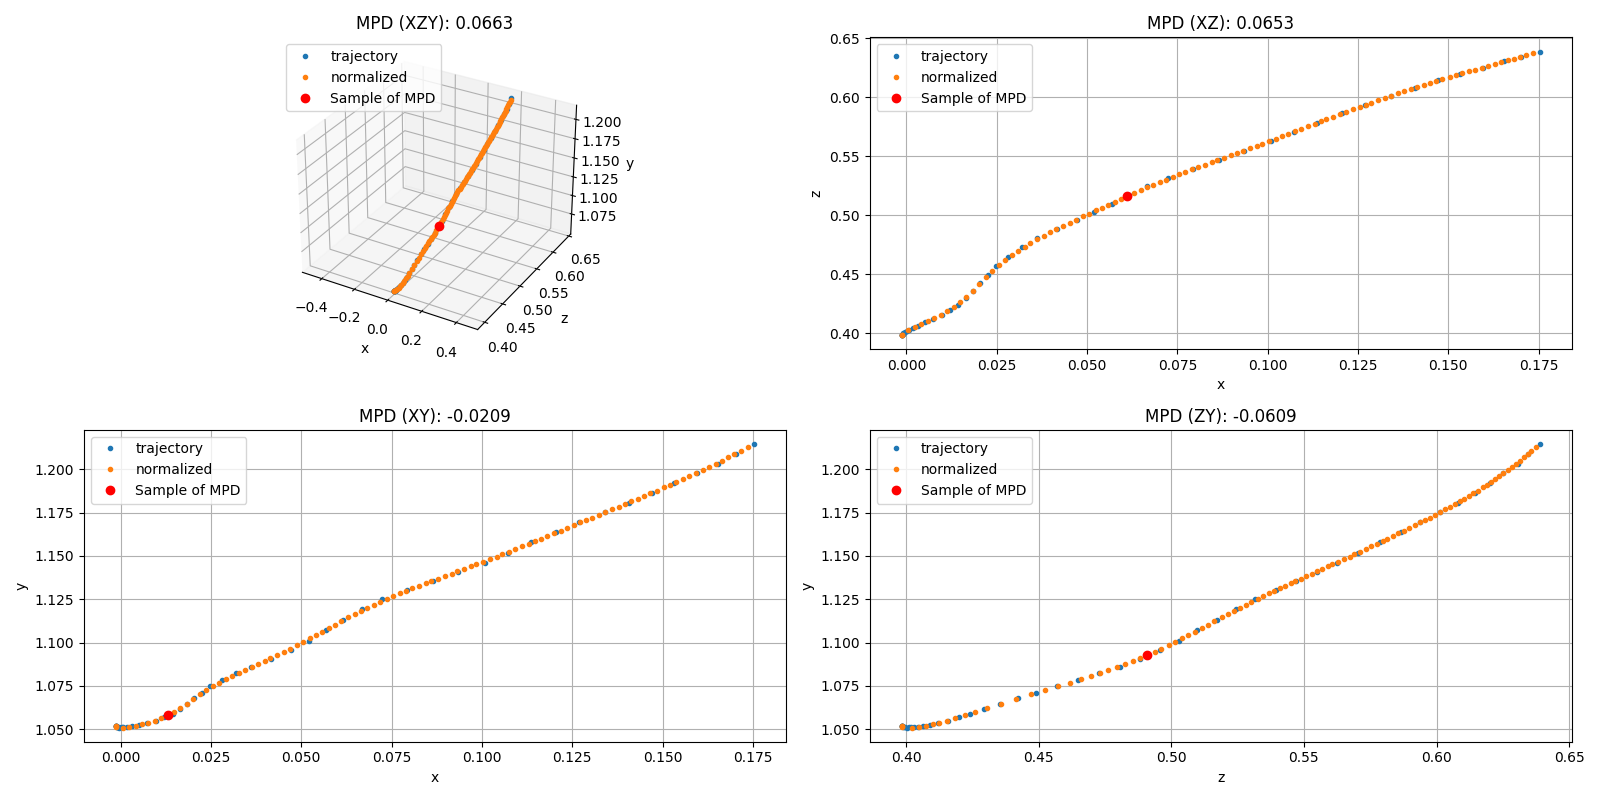 MPD (XZY): 0.0663
trajectory
normalized
Sample of MPD
1.200
1.175
1.150
1.125
1.100
1.075
y
0.65
0.60
0.55
0.50
0.45
0.40
z
−0.4
−0.2
0.0
0.2
0.4
x
MPD (XZ): 0.0653
trajectory
normalized
Sample of MPD
0.65
0.60
0.55
0.50
0.45
0.40
z
0.000 0.025 0.050 0.075 0.100 0.125 0.150 0.175
x
MPD (XY): -0.0209
trajectory
normalized
Sample of MPD
1.200
1.175
1.150
1.125
1.100
1.075
1.050
y
0.000 0.025 0.050 0.075 0.100 0.125 0.150 0.175
x
MPD (ZY): -0.0609
trajectory
normalized
Sample of MPD
1.200
1.175
1.150
1.125
1.100
1.075
1.050
y
0.40 0.45 0.50 0.55 0.60 0.65
z